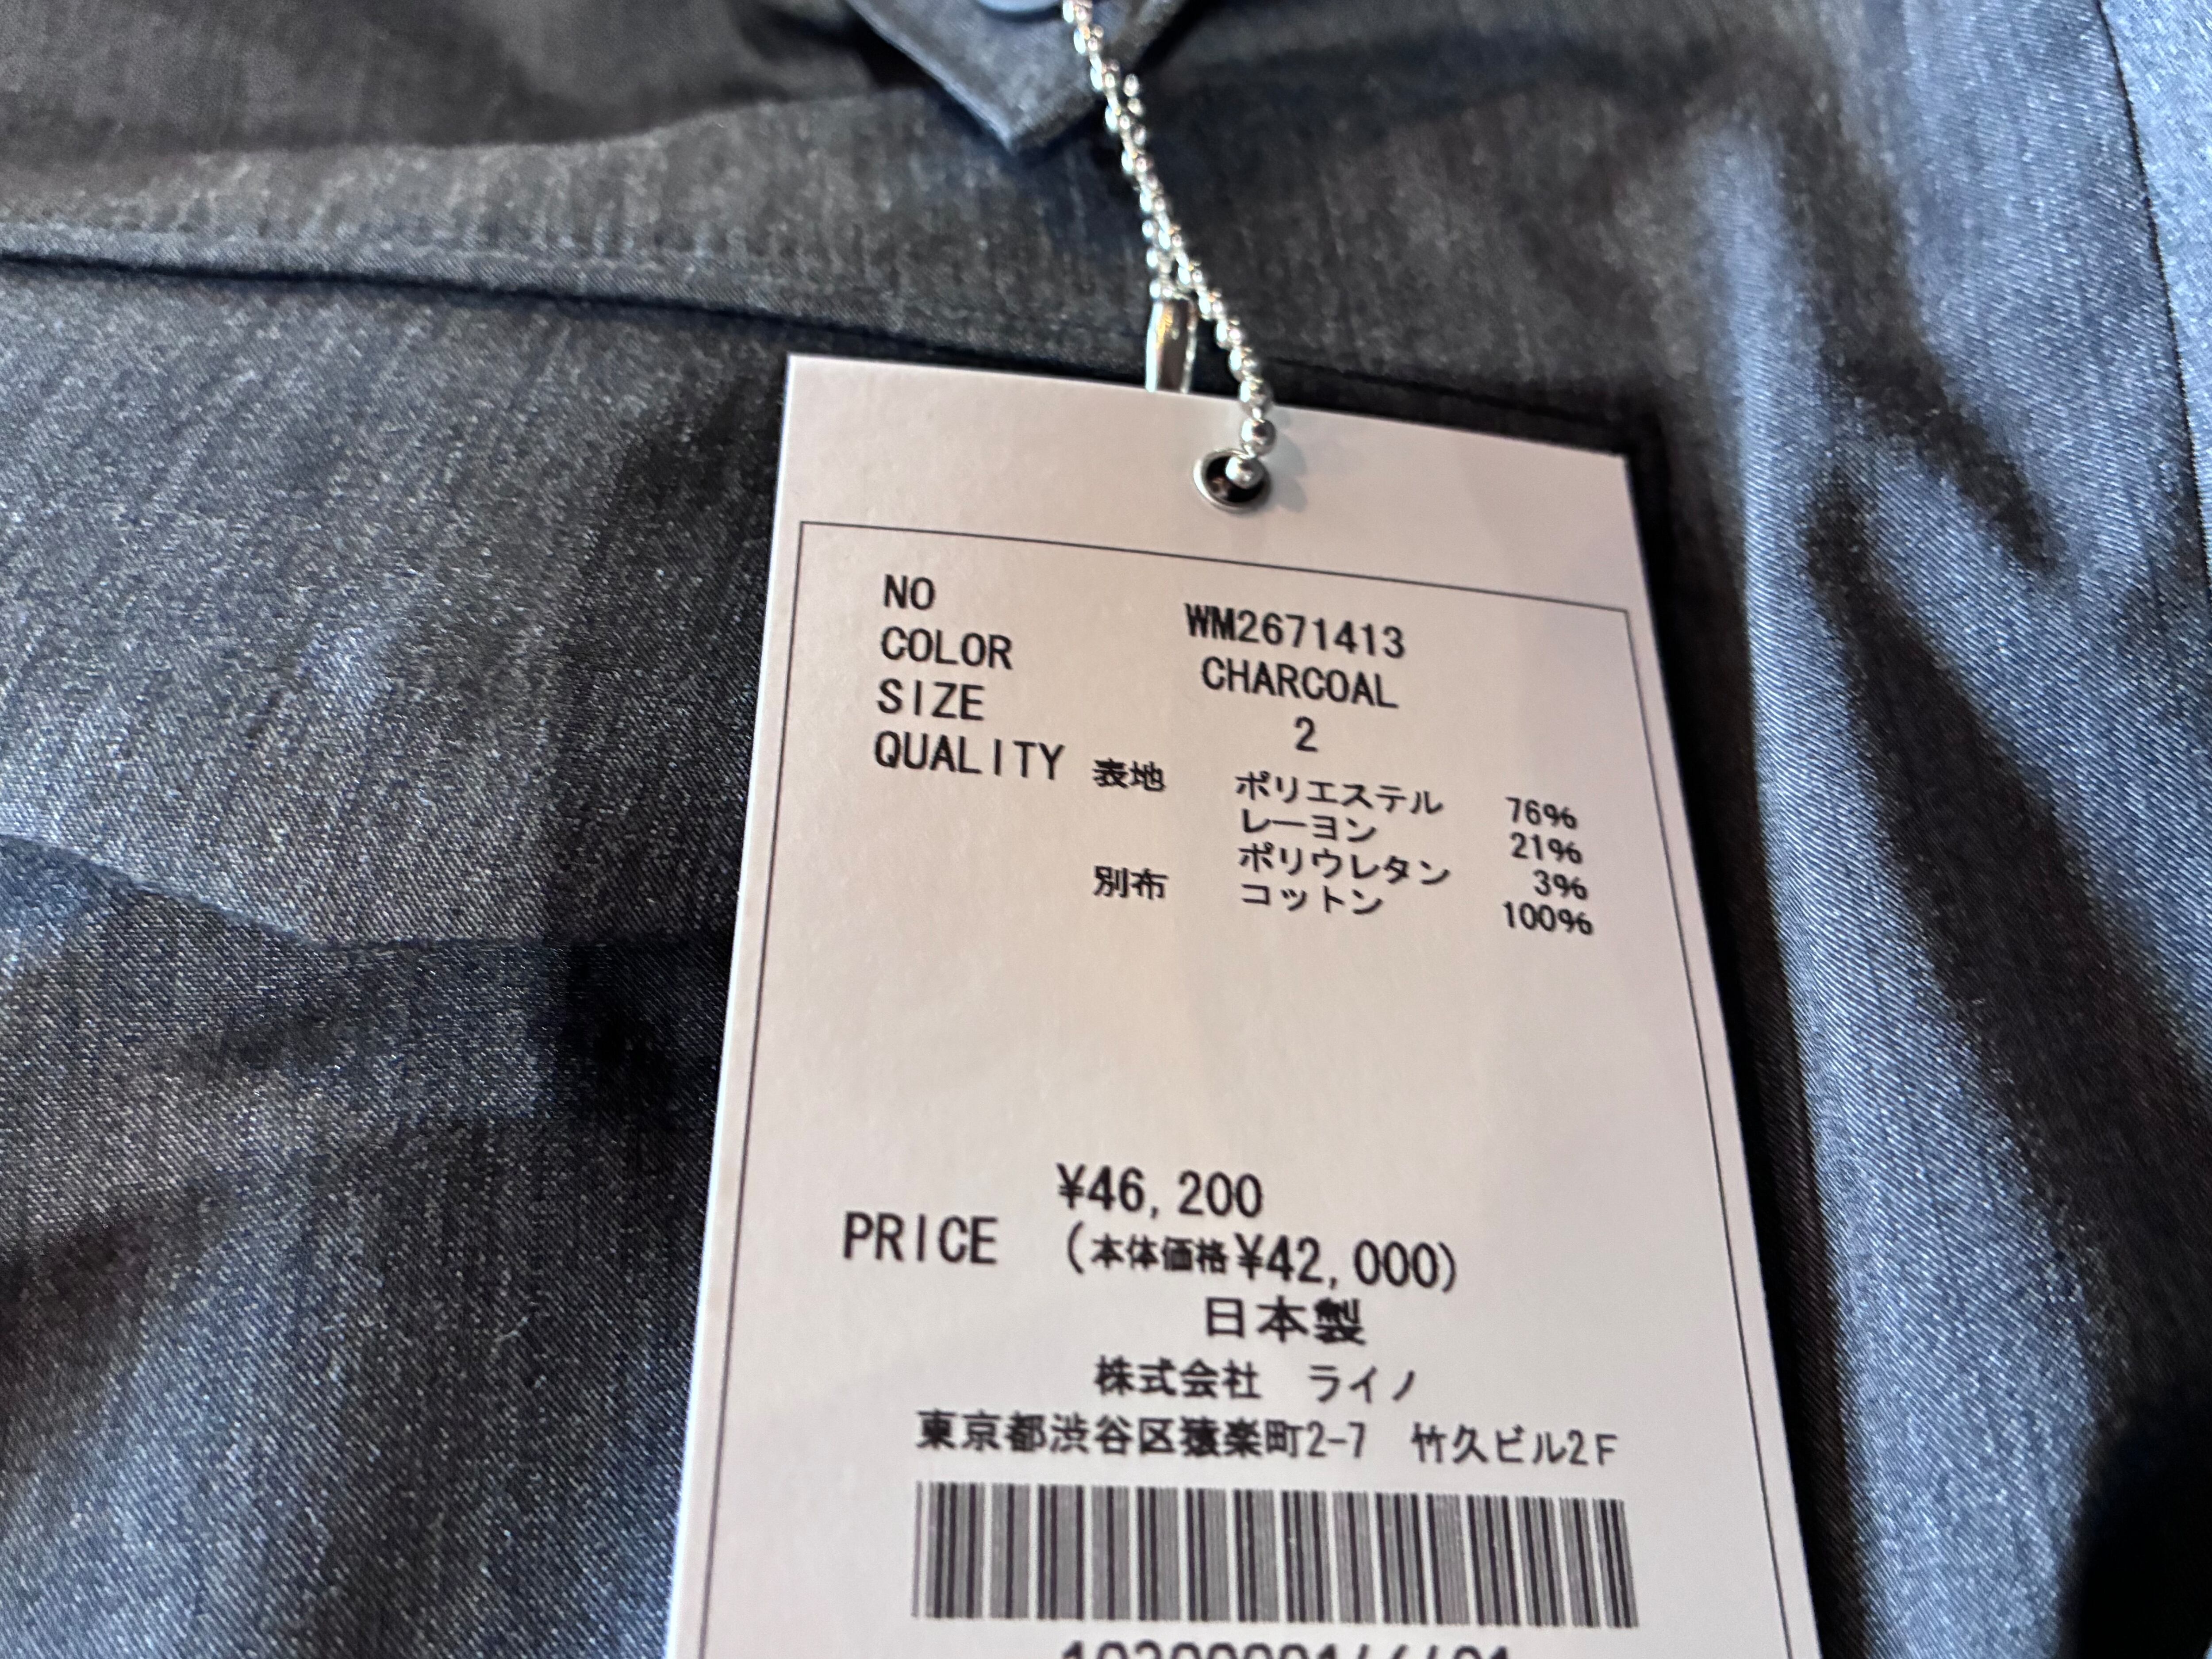 NO WM2671413
COLOR CHARCOAL
SIZE 2
QUALITY 表地 ポリエステル 76%
レーヨン 21%
ポリウレタン 3%
別布 コットン 100%
¥46,200
PRICE (本体価格¥42,000)
日本製
株式会社 ライノ
東京都渋谷区猿楽町2-7 竹久ビル2F